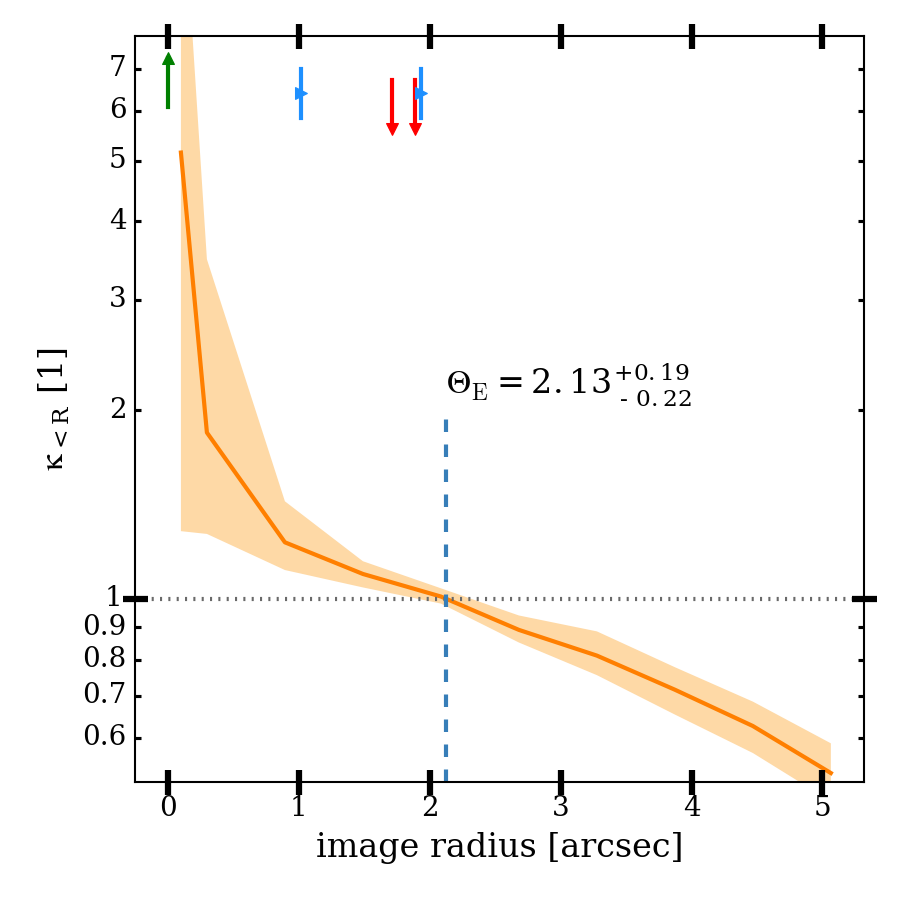 7
6
5
4
3
2
1
0.9
0.8
0.7
0.6
κ<R [1]
ΘE = 2.13 +0.19 - 0.22
0 1 2 3 4 5
image radius [arcsec]